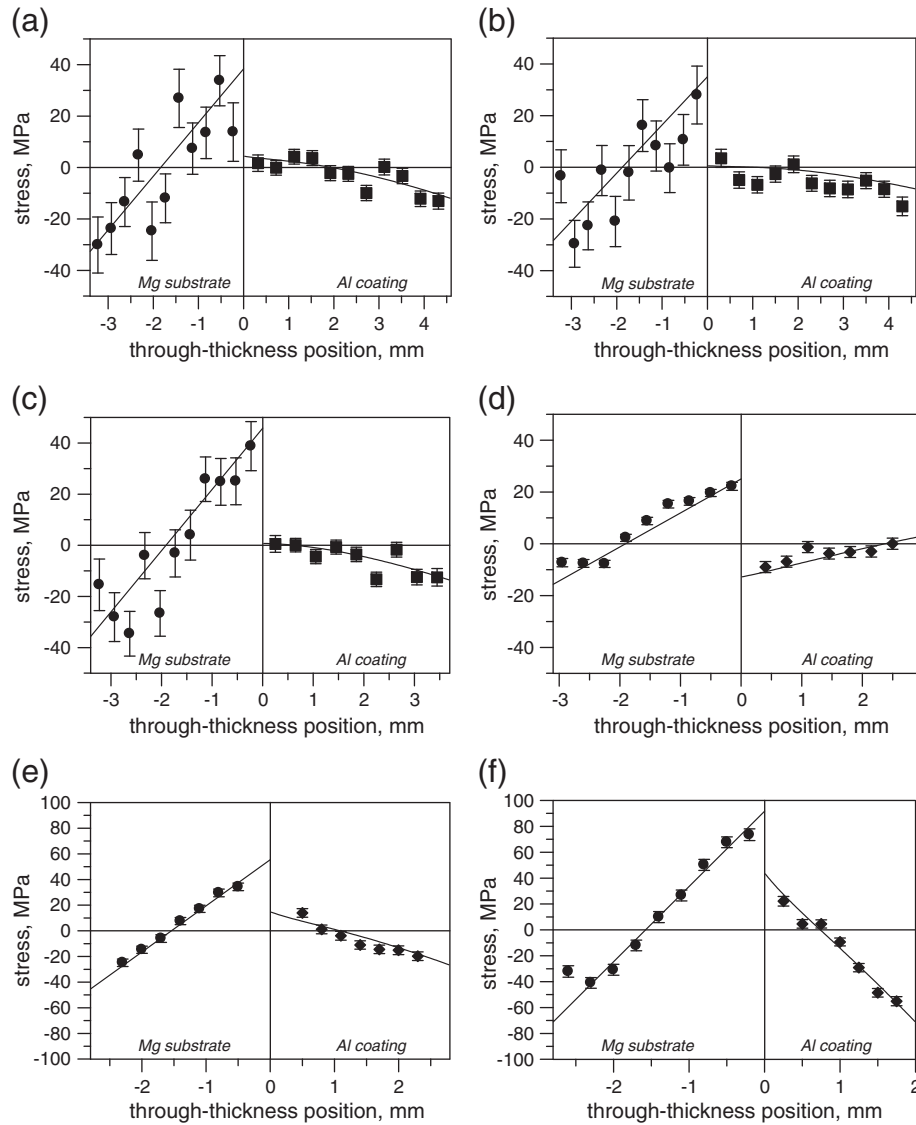 (a)
(b)
stress, MPa
40
20
0
-20
-40
Mg substrate
Al coating
-3 -2 -1 0 1 2 3 4
through-thickness position, mm
stress, MPa
40
20
0
-20
-40
Mg substrate
Al coating
-3 -2 -1 0 1 2 3 4
through-thickness position, mm
(c)
(d)
stress, MPa
40
20
0
-20
-40
Mg substrate
Al coating
-3 -2 -1 0 1 2 3
through-thickness position, mm
stress, MPa
40
20
0
-20
-40
Mg substrate
Al coating
-3 -2 -1 0 1 2
through-thickness position, mm
(e)
(f)
stress, MPa
100
80
60
40
20
0
-20
-40
-60
-80
-100
Mg substrate
Al coating
-2 -1 0 1 2
through-thickness position, mm
stress, MPa
100
80
60
40
20
0
-20
-40
-60
-80
-100
Mg substrate
Al coating
-2 -1 0 1 2
through-thickness position, mm